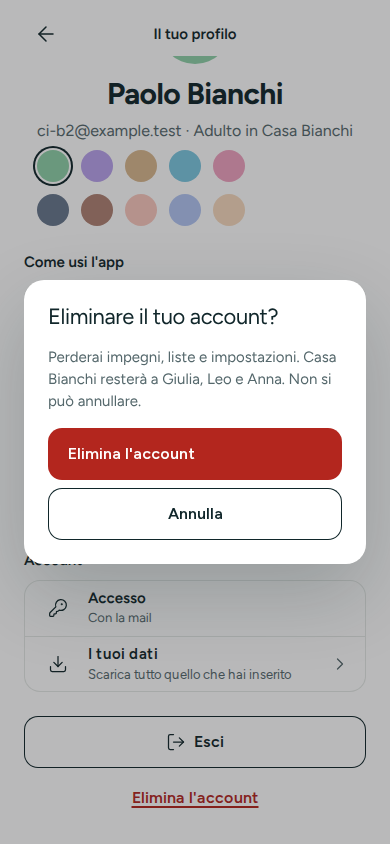 Il tuo profilo
Paolo Bianchi
ci-b2@example.test · Adulto in Casa Bianchi
Come usi l'app
Eliminare il tuo account?
Perderai impegni, liste e impostazioni. Casa
Bianchi resterà a Giulia, Leo e Anna. Non si
può annullare.
Elimina l'account
Annulla
Account
Accesso
Con la mail
I tuoi dati
Scarica tutto quello che hai inserito
Esci
Elimina l'account